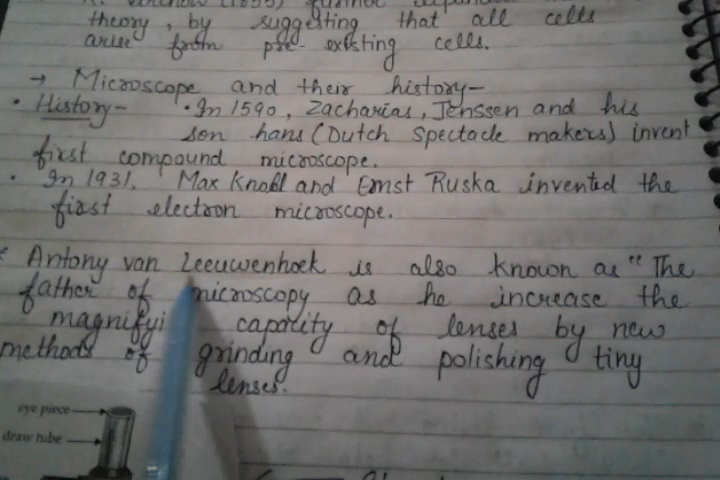 theory, by suggesting that all cells
arise from pre-existing cells.
→ Microscope and their history-
• History- • In 1590, Zacharias, Jenssen and his
son hans (Dutch spectacle makers) invent
first compound microscope.
• In 1931, Max Knoll and Ernst Ruska invented the
first electron microscope.
Antony van Leeuwenhoek is also known as "The
father of microscopy as he increase the
magnifyi capacity of lenses by new
methods of grinding and polishing tiny
lenses.
eye piece
draw tube